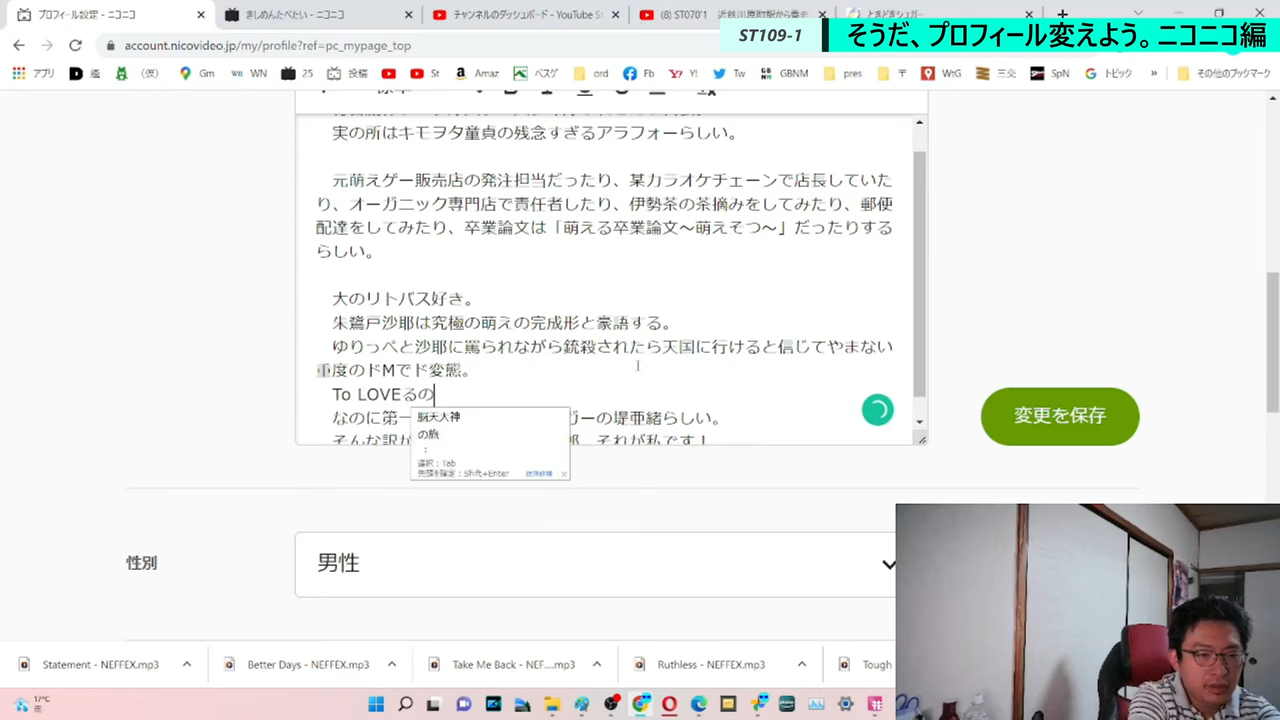 プロフィール設定 - ニコニコ
きしめんたべたい - ニコニコ
チャンネルのダッシュボード - YouTube St
(8) ST070'1　近鉄川原町駅から養老
ときどきシュガー
ST109-1
そうだ、プロフィール変えよう。ニコニコ編
account.nicovideo.jp/my/profile?ref=pc_mypage_top
アプリ
艦
(仮)
Gm
WN
25
投稿
St
Amaz
ベスゲ
ord
Fb
Y!
Tw
GBNM
pres
〒
WtG
三交
SpN
トピック
»
その他のブックマーク
実の所はキモヲタ童貞の残念すぎるアラフォーらしい。
元萌えゲー販売店の発注担当だったり、某カラオケチェーンで店長していた
り、オーガニック専門店で責任者したり、伊勢茶の茶摘みをしてみたり、郵便
配達をしてみたり、卒業論文は「萌える卒業論文～萌えそつ～」だったりする
らしい。
大のリトバス好き。
朱鷺戸沙耶は究極の萌えの完成形と豪語する。
ゆりっぺと沙耶に罵られながら銃殺されたら天国に行けると信じてやまない
重度のドMでド変態。
To LOVEるの
なのに第一
ガーの堤亜緒らしい。
そんな訳が
それが私です！
の旅
：
選択：Tab
先頭を確定：Shift+Enter
変更を保存
性別
男性
Statement - NEFFEX.mp3
Better Days - NEFFEX.mp3
Take Me Back - NEF....mp3
Ruthless - NEFFEX.mp3
Tough
17°C
雨